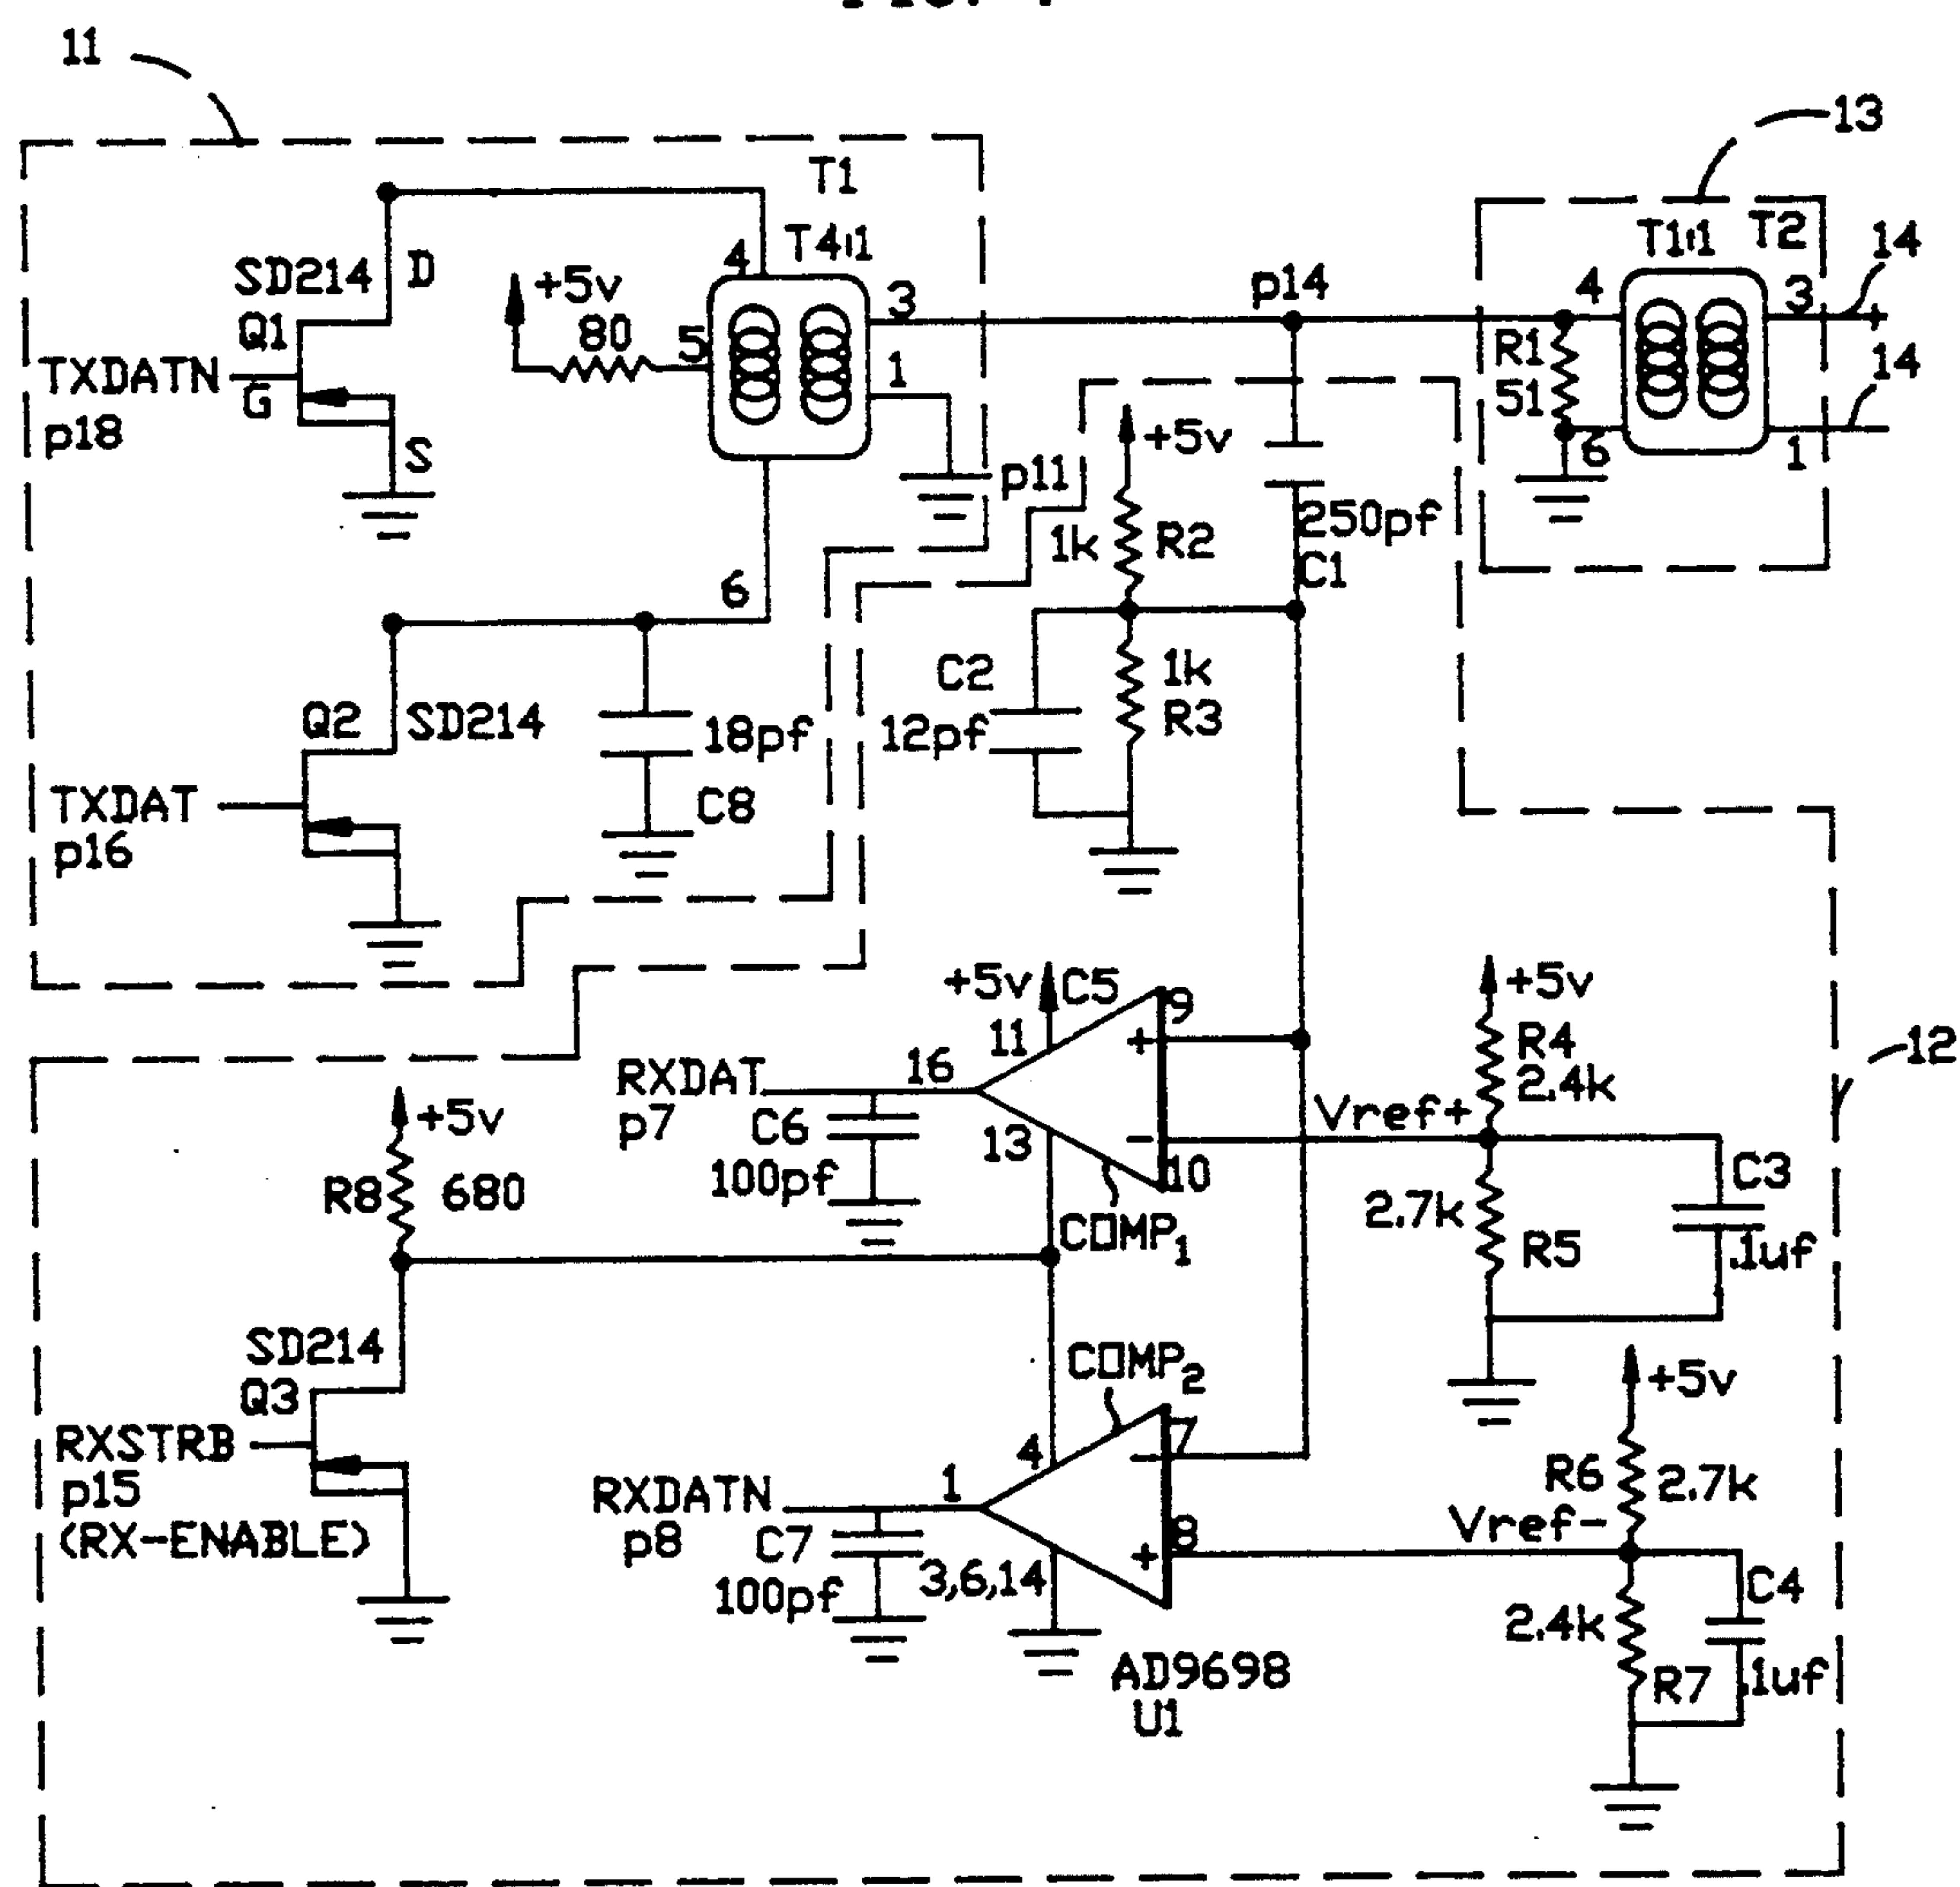 11
13
T1
T4:1
T1:1 T2
14
SD214
D
4
+5v
80
5
3
1
p14
4
3
+
Q1
TXDATN
G
p18
S
R1
51
6
14
1
p11
+5v
1k
R2
250pf
C1
6
C2
12pf
1k
R3
Q2
SD214
18pf
C8
TXDAT
p16
+5v
C5
11
9
+
16
RXDAT
p7
C6
100pf
13
-
10
COMP1
+5v
R4
2.4k
12
Vref+
2.7k
R5
C3
.1uf
+5v
R8
680
SD214
Q3
RXSTRB
p15
(RX-ENABLE)
COMP2
4
7
-
1
RXDATN
p8
C7
100pf
3,6,14
+
8
AD9698
U1
+5v
R6
2.7k
Vref-
2.4k
R7
C4
.1uf